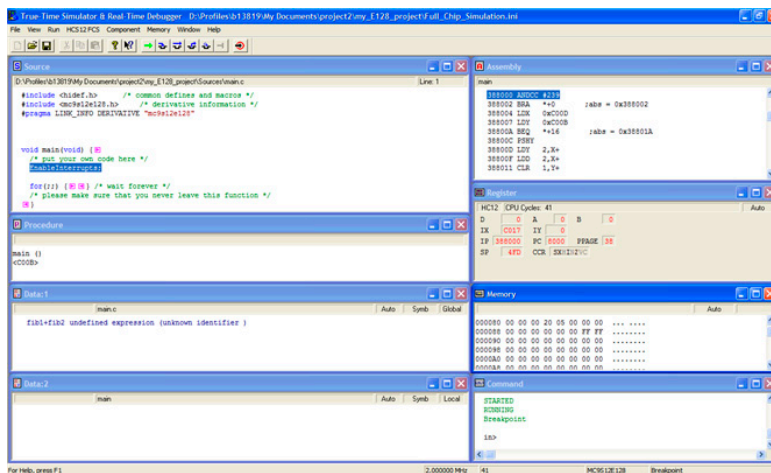 True-Time Simulator & Real-Time Debugger D:\Profiles\b13819\My Documents\project2\my_E128_project\Full_Chip_Simulation.ini
File View Run HCS12FCS Component Memory Window Help
Source
D:\Profiles\b13819\My Documents\project2\my_E128_project\Sources\main.c Line: 1
#include <hidef.h> /* common defines and macros */
#include <mc9s12e128.h> /* derivative information */
#pragma LINK_INFO DERIVATIVE "mc9s12e128"
void main(void) {
/* put your own code here */
EnableInterrupts;
for(;;) { } /* wait forever */
/* please make sure that you never leave this function */
}
Procedure
main ()
<C00B>
Data:1
main.c Auto Symb Global
fib1+fib2 undefined expression (unknown identifier )
Data:2
main Auto Symb Local
Assembly
main
388000 ANDCC #239
388002 BRA *+0 ;abs = 0x388002
388004 LDX 0xC00D
388007 LDY 0xC00B
38800A BEQ *+16 ;abs = 0x38801A
38800C PSHY
38800D LDY 2,X+
38800F LDD 2,X+
388011 CLR 1,Y+
Register
HC12 CPU Cycles: 41 Auto
D 0 A 0 B 0
IX C017 IY 0
IP 388000 PC 8000 PPAGE 38
SP 4FD CCR SXHINZVC
Memory
Auto
000080 00 00 00 20 05 00 00 00 ... ....
000088 00 00 00 00 00 00 FF FF ........
000090 00 00 00 00 00 00 00 00 ........
000098 00 00 00 00 00 00 00 00 ........
0000A0 00 00 00 00 00 00 00 00 ........
0000A8 00 00 00 00 00 00 00 00 ........
Command
STARTED
RUNNING
Breakpoint
in>
For Help, press F1 2.000000 MHz 41 MC9S12E128 Breakpoint